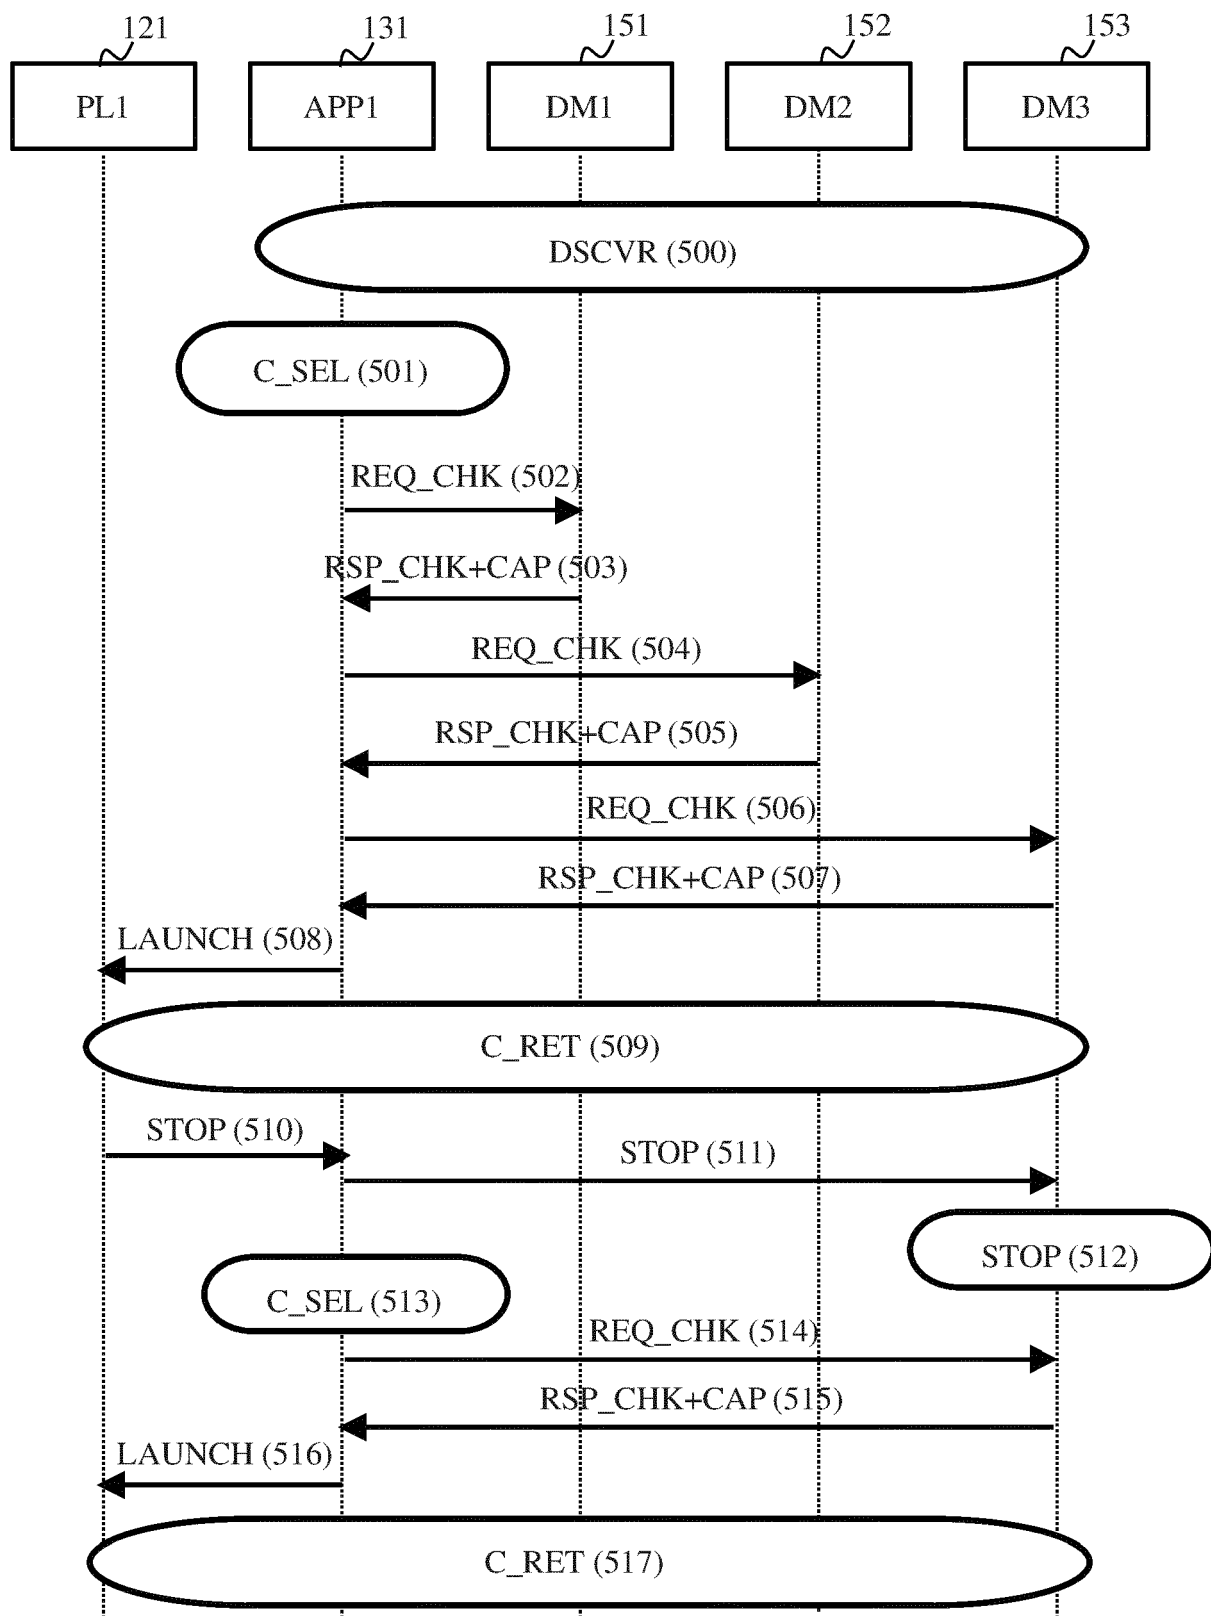 121 131 151 152 153
PL1 APP1 DM1 DM2 DM3
DSCVR (500)
C_SEL (501)
REQ_CHK (502)
RSP_CHK+CAP (503)
REQ_CHK (504)
RSP_CHK+CAP (505)
REQ_CHK (506)
RSP_CHK+CAP (507)
LAUNCH (508)
C_RET (509)
STOP (510)
STOP (511)
STOP (512)
C_SEL (513)
REQ_CHK (514)
RSP_CHK+CAP (515)
LAUNCH (516)
C_RET (517)